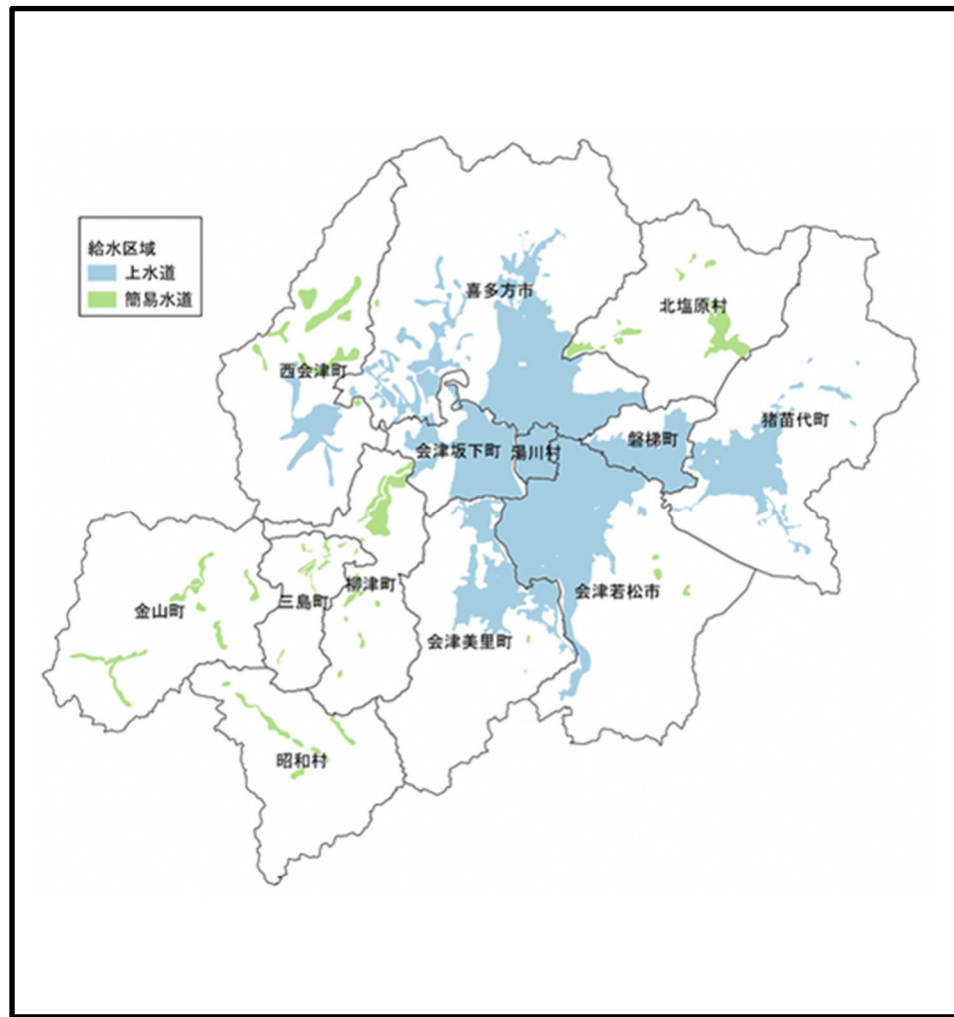 給水区域
上水道
簡易水道
喜多方市
北塩原村
西会津町
猪苗代町
会津坂下町
湯川村
磐梯町
柳津町
三島町
金山町
会津若松市
会津美里町
昭和村